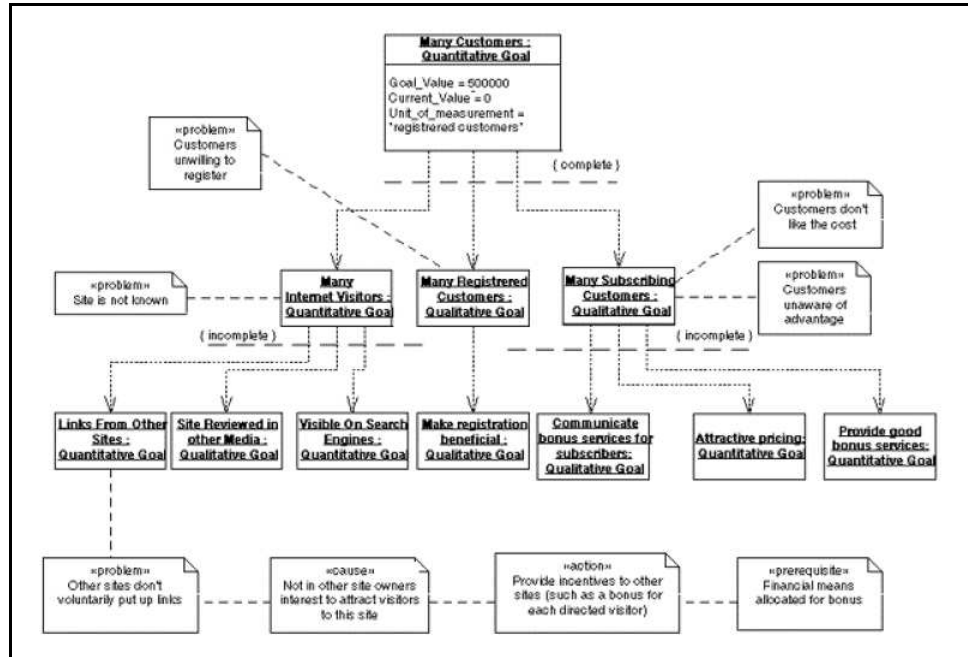 Many Customers :
Quantitative Goal
Goal_Value = 500000
Current_Value = 0
Unit_of_measurement =
"registrered customers"
«problem»
Customers
unwilling to
register
{ complete }
«problem»
Customers don't
like the cost
«problem»
Site is not known
Many
Internet Visitors :
Quantitative Goal
Many Registrered
Customers :
Qualitative Goal
Many Subscribing
Customers :
Qualitative Goal
«problem»
Customers
unaware of
advantage
{ incomplete }
{ incomplete }
Links From Other
Sites :
Quantitative Goal
Site Reviewed in
other Media :
Qualitative Goal
Visible On Search
Engines :
Quantitative Goal
Make registration
beneficial :
Qualitative Goal
Communicate
bonus services for
subscribers:
Qualitative Goal
Attractive pricing:
Quantitative Goal
Provide good
bonus services:
Quantitative Goal
«problem»
Other sites don't
voluntarily put up links
«cause»
Not in other site owners
interest to attract visitors
to this site
«action»
Provide incentives to other
sites (such as a bonus for
each directed visitor)
«prerequisite»
Financial means
allocated for bonus